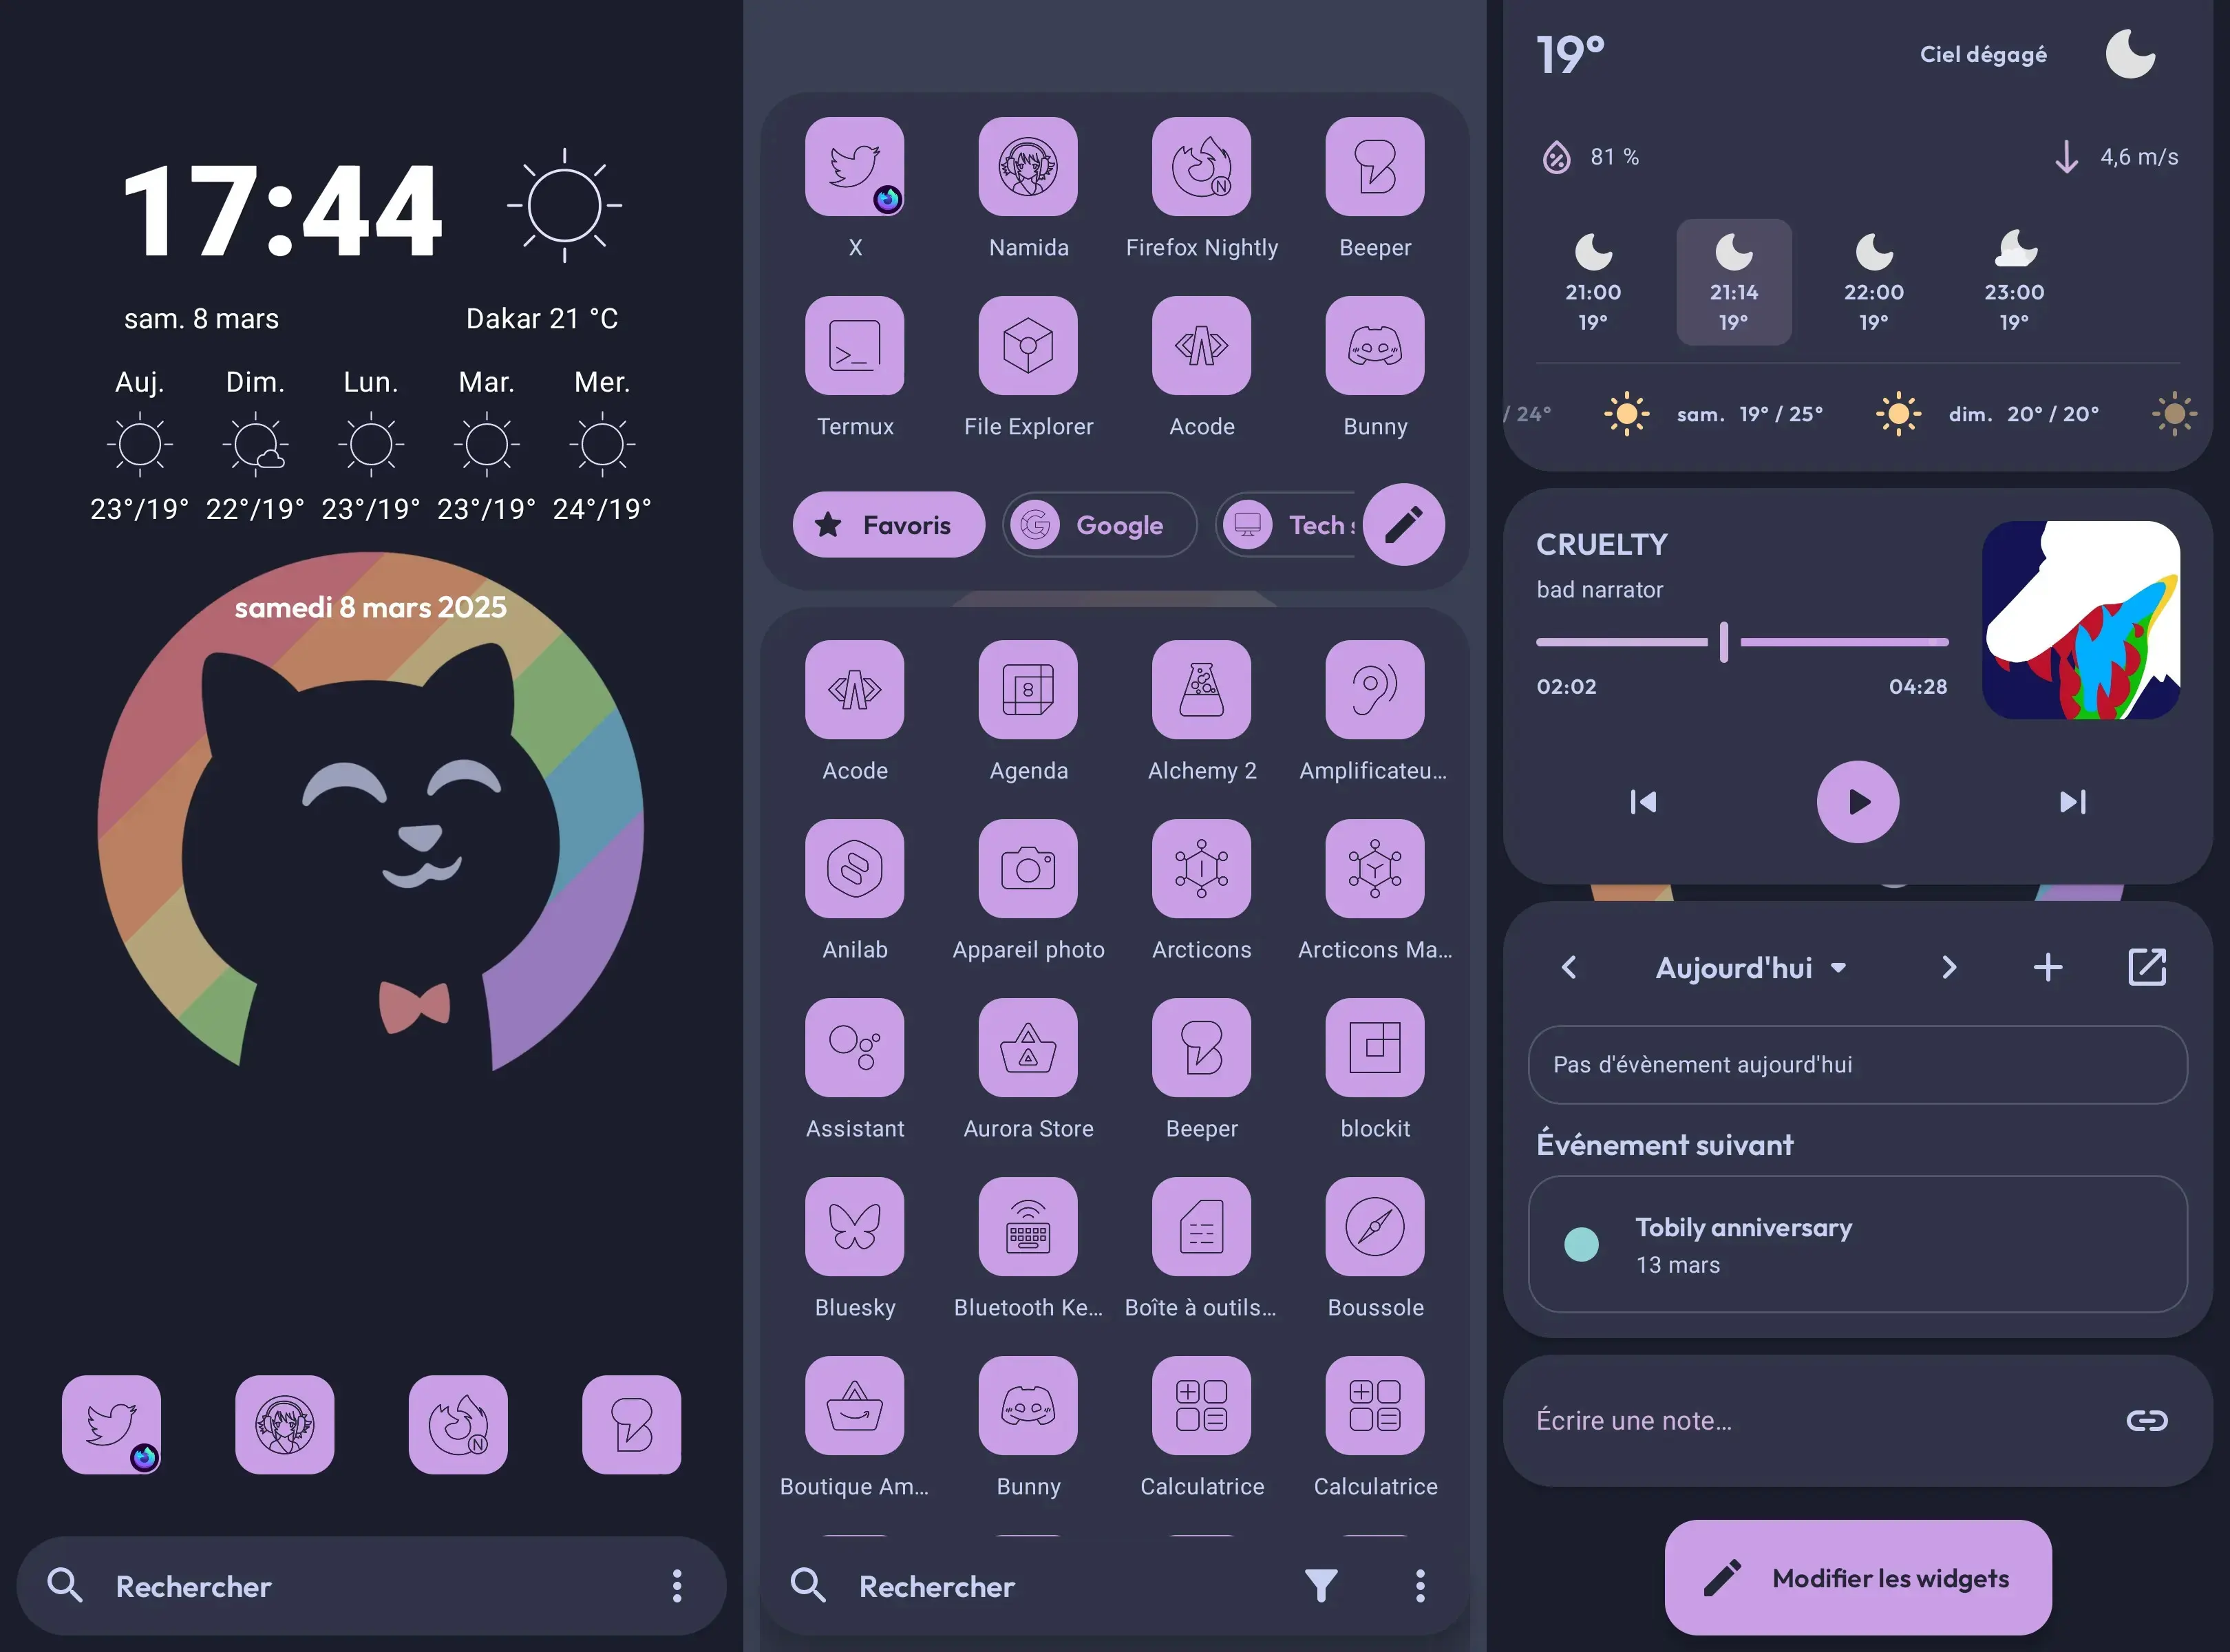 17:44
sam. 8 mars
Dakar 21 °C
Auj. Dim. Lun. Mar. Mer.
23°/19° 22°/19° 23°/19° 23°/19° 24°/19°
samedi 8 mars 2025
Rechercher
X Namida Firefox Nightly Beeper
Termux File Explorer Acode Bunny
Favoris Google Tech s
8
Acode Agenda Alchemy 2 Amplificateu...
Anilab Appareil photo Arcticons Arcticons Ma...
Assistant Aurora Store Beeper blockit
Bluesky Bluetooth Ke... Boîte à outils... Boussole
Boutique Am... Bunny Calculatrice Calculatrice
Rechercher
19°
Ciel dégagé
81 %
4,6 m/s
21:00 21:14 22:00 23:00
19° 19° 19° 19°
/ 24° sam. 19° / 25° dim. 20° / 20°
CRUELTY
bad narrator
02:02 04:28
Aujourd'hui
Pas d'évènement aujourd'hui
Événement suivant
Tobily anniversary
13 mars
Écrire une note...
Modifier les widgets